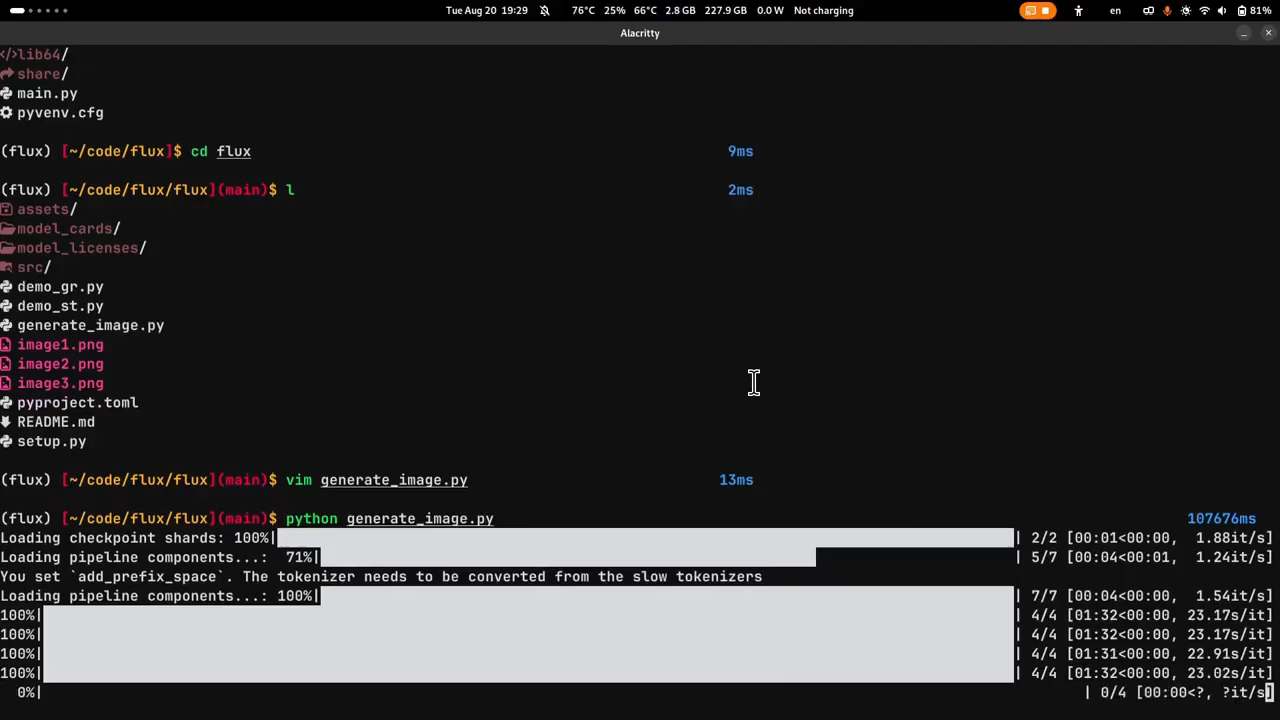 Tue Aug 20 19:29 76°C 25% 66°C 2.8 GB 227.9 GB 0.0 W Not charging en 81%
Alacritty
lib64/
share/
main.py
pyvenv.cfg
(flux) [~/code/flux]$ cd flux 9ms
(flux) [~/code/flux/flux](main)$ l 2ms
assets/
model_cards/
model_licenses/
src/
demo_gr.py
demo_st.py
generate_image.py
image1.png
image2.png
image3.png
pyproject.toml
README.md
setup.py
(flux) [~/code/flux/flux](main)$ vim generate_image.py 13ms
(flux) [~/code/flux/flux](main)$ python generate_image.py 107676ms
Loading checkpoint shards: 100%| | 2/2 [00:01<00:00, 1.88it/s]
Loading pipeline components...: 71%| | 5/7 [00:04<00:01, 1.24it/s]
You set `add_prefix_space`. The tokenizer needs to be converted from the slow tokenizers
Loading pipeline components...: 100%| | 7/7 [00:04<00:00, 1.54it/s]
100%| | 4/4 [01:32<00:00, 23.17s/it]
100%| | 4/4 [01:32<00:00, 23.17s/it]
100%| | 4/4 [01:31<00:00, 22.91s/it]
100%| | 4/4 [01:32<00:00, 23.02s/it]
0%| | 0/4 [00:00<?, ?it/s]